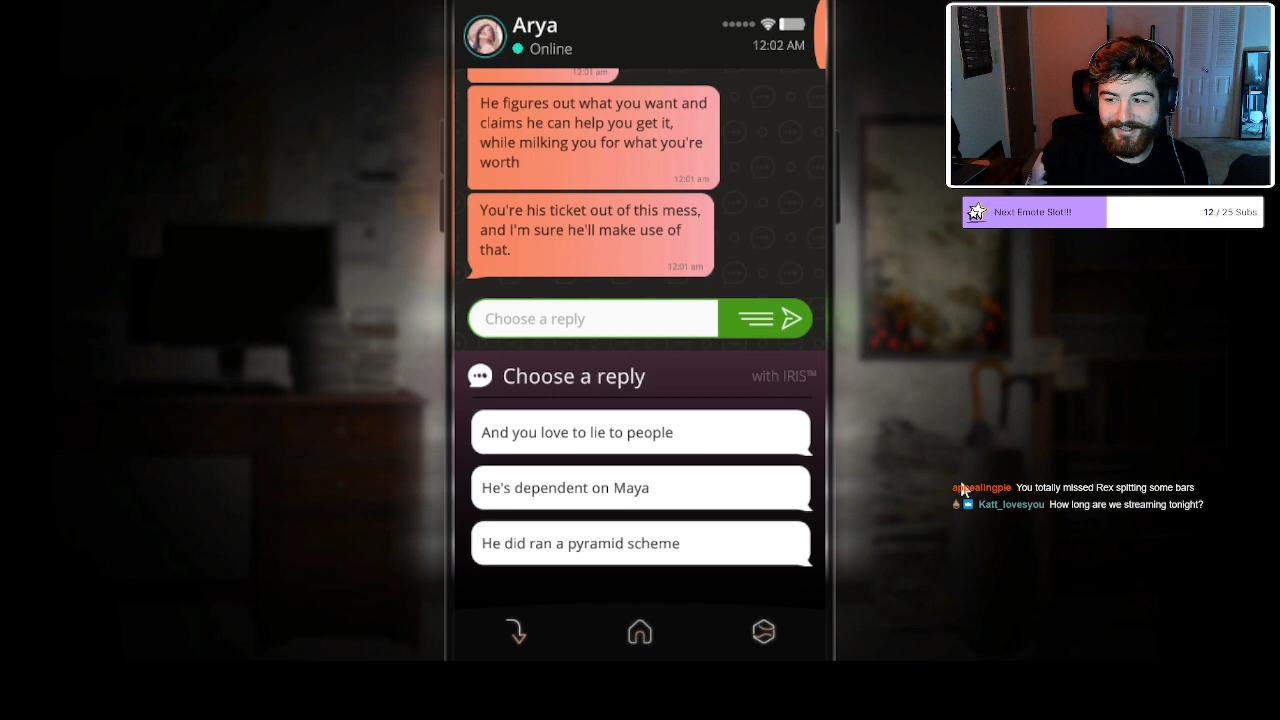 Arya
Online
12:02 AM
12:01 am
He figures out what you want and
claims he can help you get it,
while milking you for what you're
worth
12:01 am
You're his ticket out of this mess,
and I'm sure he'll make use of
that.
12:01 am
Choose a reply
Choose a reply
with IRIS™
And you love to lie to people
He's dependent on Maya
He did ran a pyramid scheme
Next Emote Slot!!!
12 / 25 Subs
appealingpie You totally missed Rex spitting some bars
Katt_lovesyou How long are we streaming tonight?